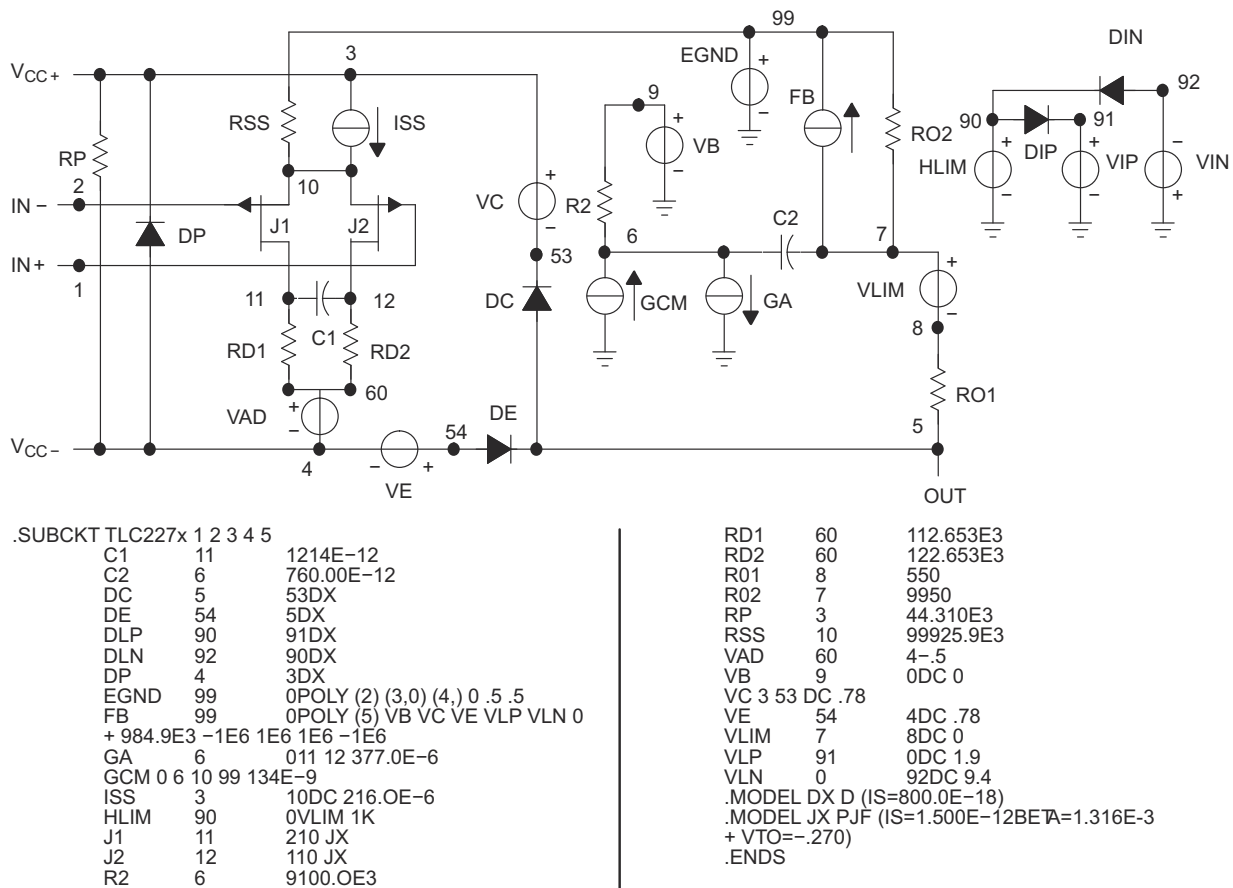 99
DIN
3
EGND
+
92
VCC+
9
FB
RSS
ISS
+
VB
RO2
90
91
RP
DIP
2
10
HLIM
+
VIP
+
VIN
IN −
VC
+
R2
J1
J2
C2
DP
6
7
IN+
53
+
1
VLIM
11
12
DC
GCM
GA
8
C1
RD1
RD2
RO1
60
+
VAD
DE
5
54
VCC −
4
−
+
VE
OUT
.SUBCKT TLC227x 1 2 3 4 5
C1 11 1214E−12
C2 6 760.00E−12
DC 5 53DX
DE 54 5DX
DLP 90 91DX
DLN 92 90DX
DP 4 3DX
EGND 99 0POLY (2) (3,0) (4,) 0 .5 .5
FB 99 0POLY (5) VB VC VE VLP VLN 0
+ 984.9E3 −1E6 1E6 1E6 −1E6
GA 6 011 12 377.0E−6
GCM 0 6 10 99 134E−9
ISS 3 10DC 216.OE−6
HLIM 90 0VLIM 1K
J1 11 210 JX
J2 12 110 JX
R2 6 9100.OE3
RD1 60 112.653E3
RD2 60 122.653E3
R01 8 550
R02 7 9950
RP 3 44.310E3
RSS 10 99925.9E3
VAD 60 4−.5
VB 9 0DC 0
VC 3 53 DC .78
VE 54 4DC .78
VLIM 7 8DC 0
VLP 91 0DC 1.9
VLN 0 92DC 9.4
.MODEL DX D (IS=800.0E−18)
.MODEL JX PJF (IS=1.500E−12BETA=1.316E-3
+ VTO=−.270)
.ENDS